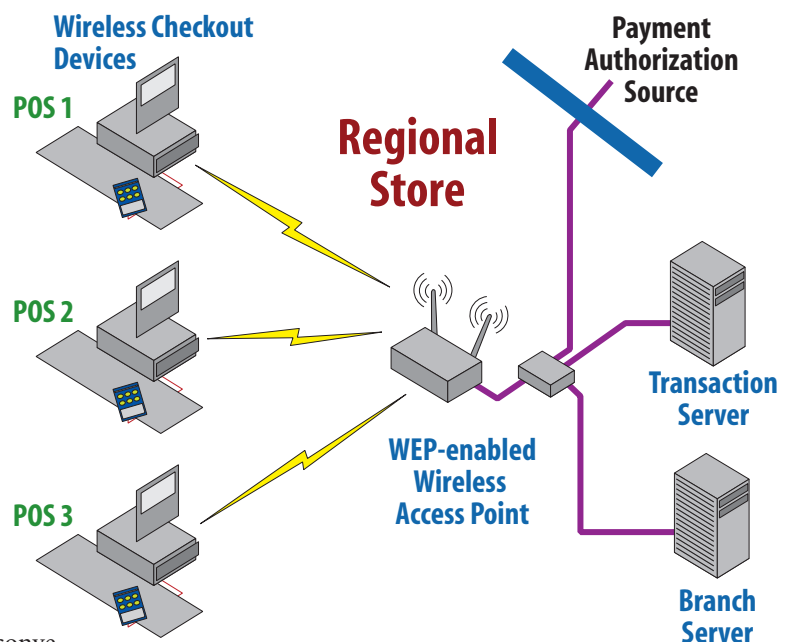 Wireless Checkout
Devices
POS 1
Payment
Authorization
Source
Regional
Store
POS 2
Transaction
Server
WEP-enabled
Wireless
Access Point
POS 3
Branch
Server